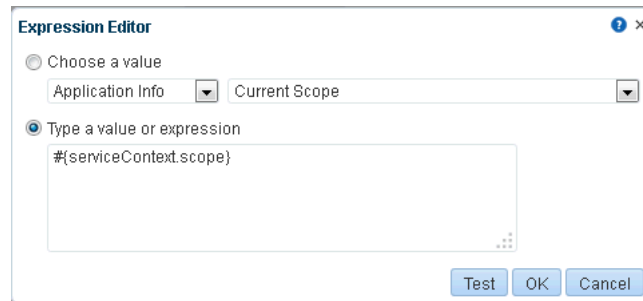 Expression Editor
Choose a value
Application Info Current Scope
Type a value or expression
#{serviceContext.scope}
Test OK Cancel